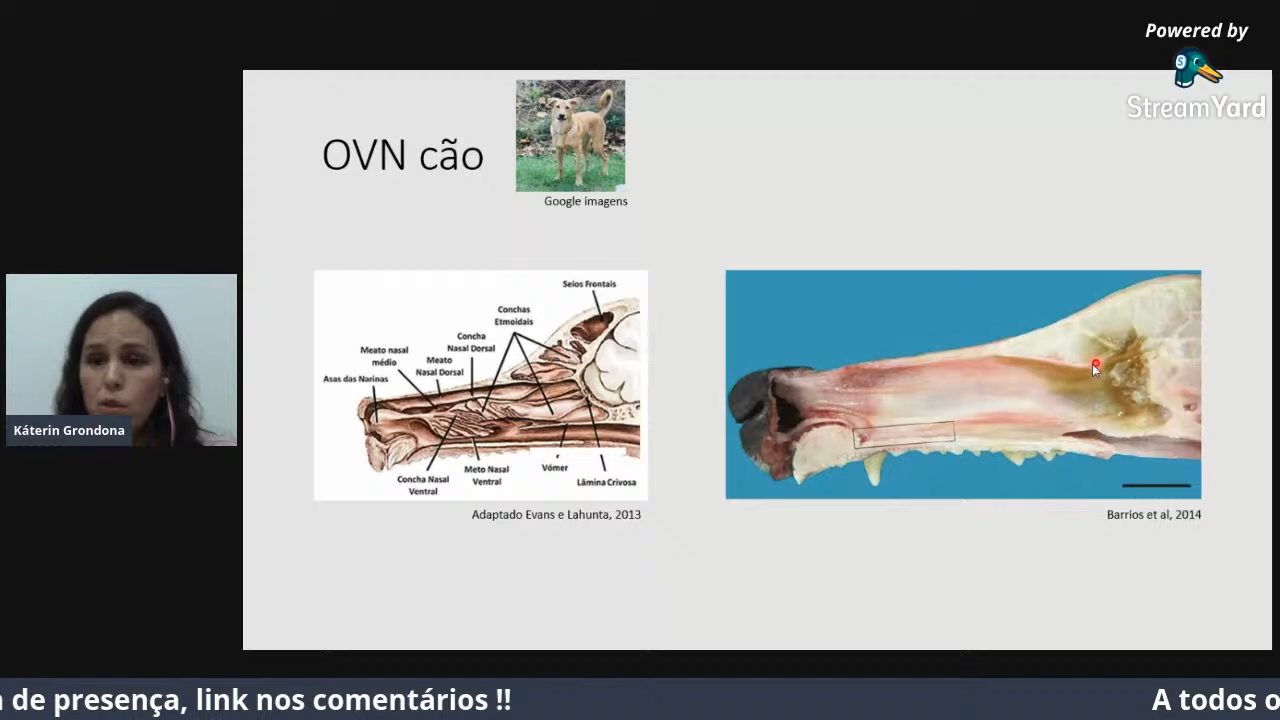 Powered by
StreamYard
OVN cão
Google imagens
Seios Frontais
Conchas
Etmoidais
Concha
Nasal Dorsal
Meato nasal
médio
Meato
Nasal Dorsal
Asas das Narinas
Concha Nasal
Ventral
Meto Nasal
Ventral
Vómer
Lâmina Crivosa
Adaptado Evans e Lahunta, 2013
Barrios et al, 2014
Káterin Grondona
de presença, link nos comentários !!
A todos o